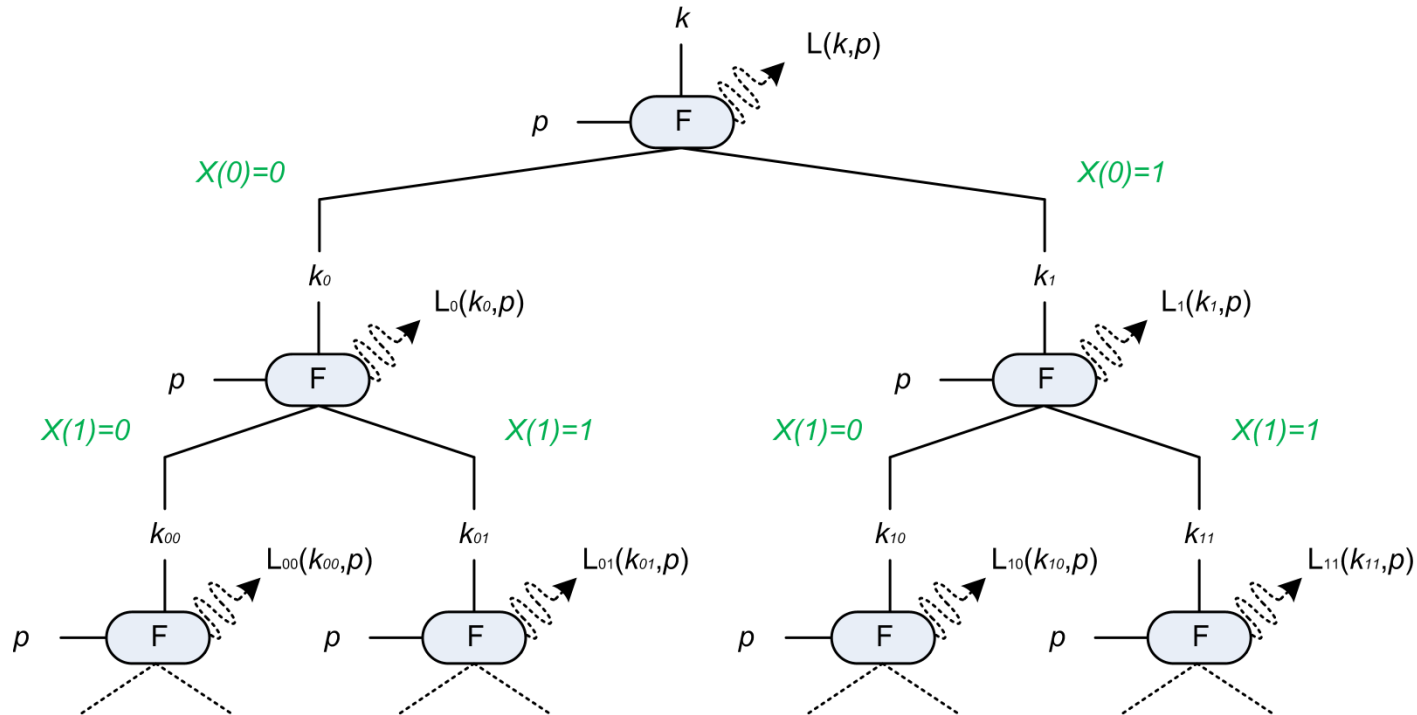 k
L(k,p)
p F
X(0)=0 X(0)=1
k₀ k₁
L₀(k₀,p) L₁(k₁,p)
p F p F
X(1)=0 X(1)=1 X(1)=0 X(1)=1
k₀₀ k₀₁ k₁₀ k₁₁
L₀₀(k₀₀,p) L₀₁(k₀₁,p) L₁₀(k₁₀,p) L₁₁(k₁₁,p)
p F p F p F p F